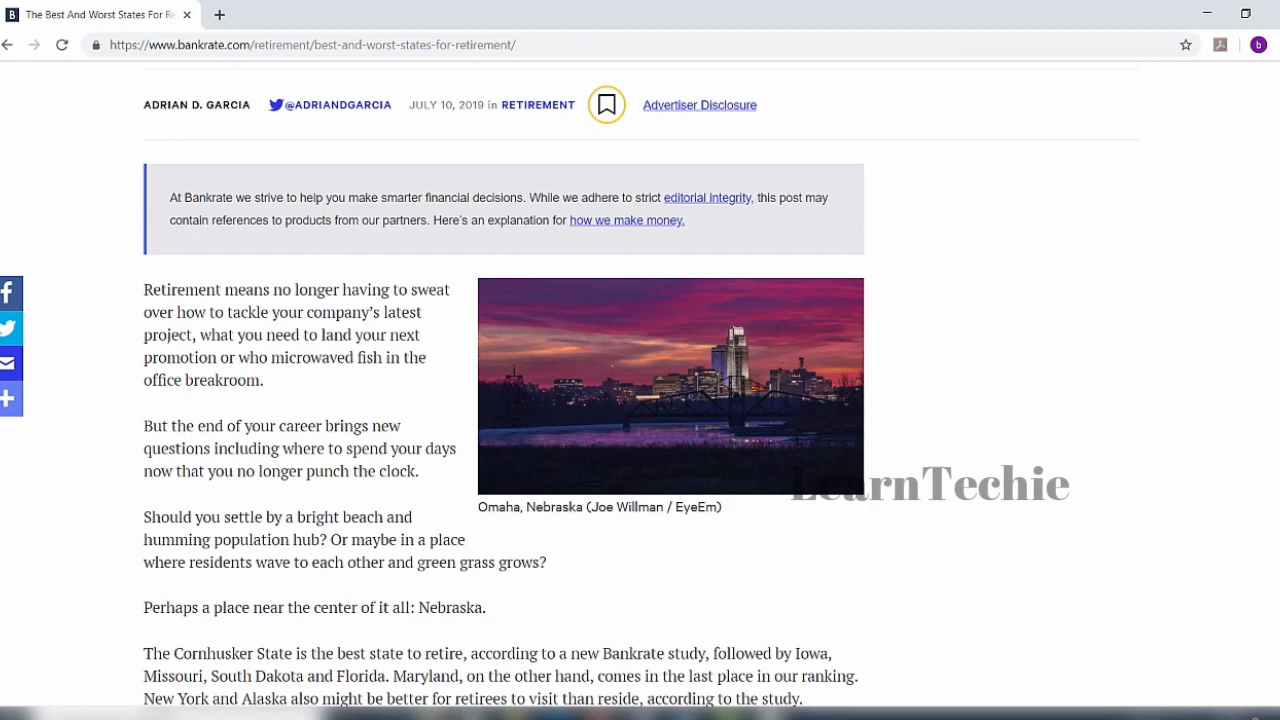 B The Best And Worst States For Re
https://www.bankrate.com/retirement/best-and-worst-states-for-retirement/
b
ADRIAN D. GARCIA @ADRIANDGARCIA JULY 10, 2019 in RETIREMENT Advertiser Disclosure
At Bankrate we strive to help you make smarter financial decisions. While we adhere to strict editorial integrity, this post may
contain references to products from our partners. Here's an explanation for how we make money.
Retirement means no longer having to sweat
over how to tackle your company's latest
project, what you need to land your next
promotion or who microwaved fish in the
office breakroom.
But the end of your career brings new
questions including where to spend your days
now that you no longer punch the clock.
LearnTechie
Omaha, Nebraska (Joe Willman / EyeEm)
Should you settle by a bright beach and
humming population hub? Or maybe in a place
where residents wave to each other and green grass grows?
Perhaps a place near the center of it all: Nebraska.
The Cornhusker State is the best state to retire, according to a new Bankrate study, followed by Iowa,
Missouri, South Dakota and Florida. Maryland, on the other hand, comes in the last place in our ranking.
New York and Alaska also might be better for retirees to visit than reside, according to the study.